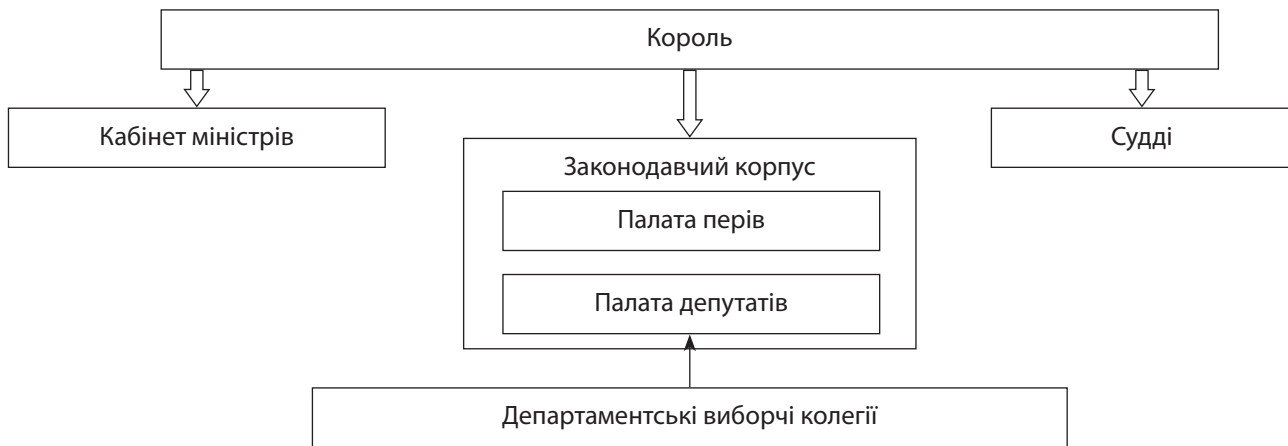 Король
Кабінет міністрів
Судді
Законодавчий корпус
Палата перів
Палата депутатів
Департаментські виборчі колегії